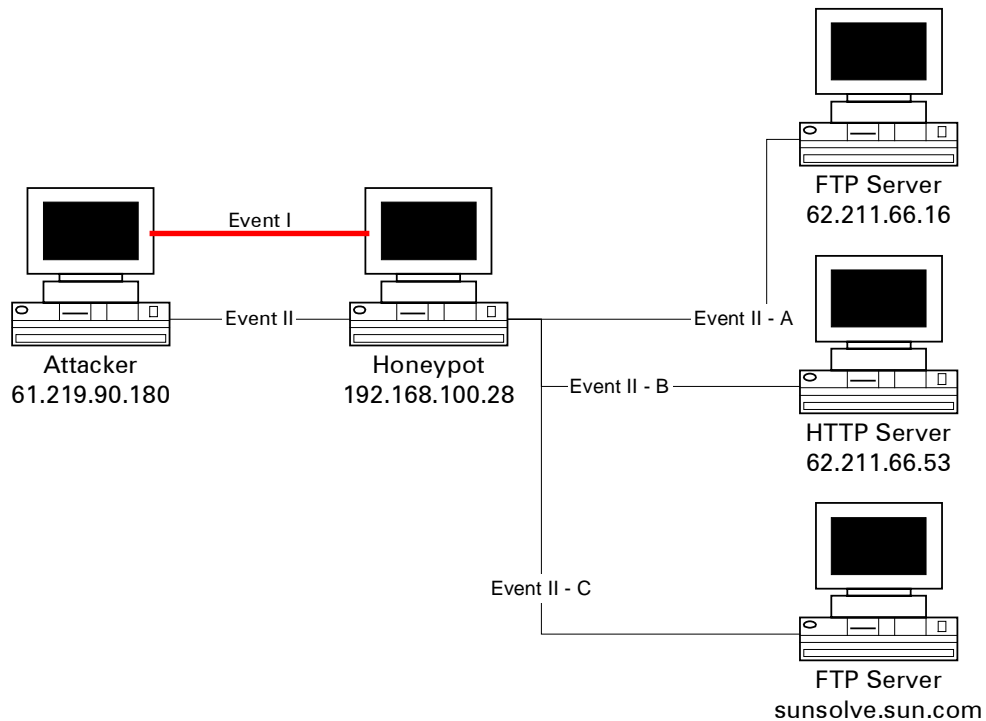 FTP Server
62.211.66.16
Event I
Event II
Event II - A
Attacker
61.219.90.180
Honeypot
192.168.100.28
Event II - B
HTTP Server
62.211.66.53
Event II - C
FTP Server
sunsolve.sun.com